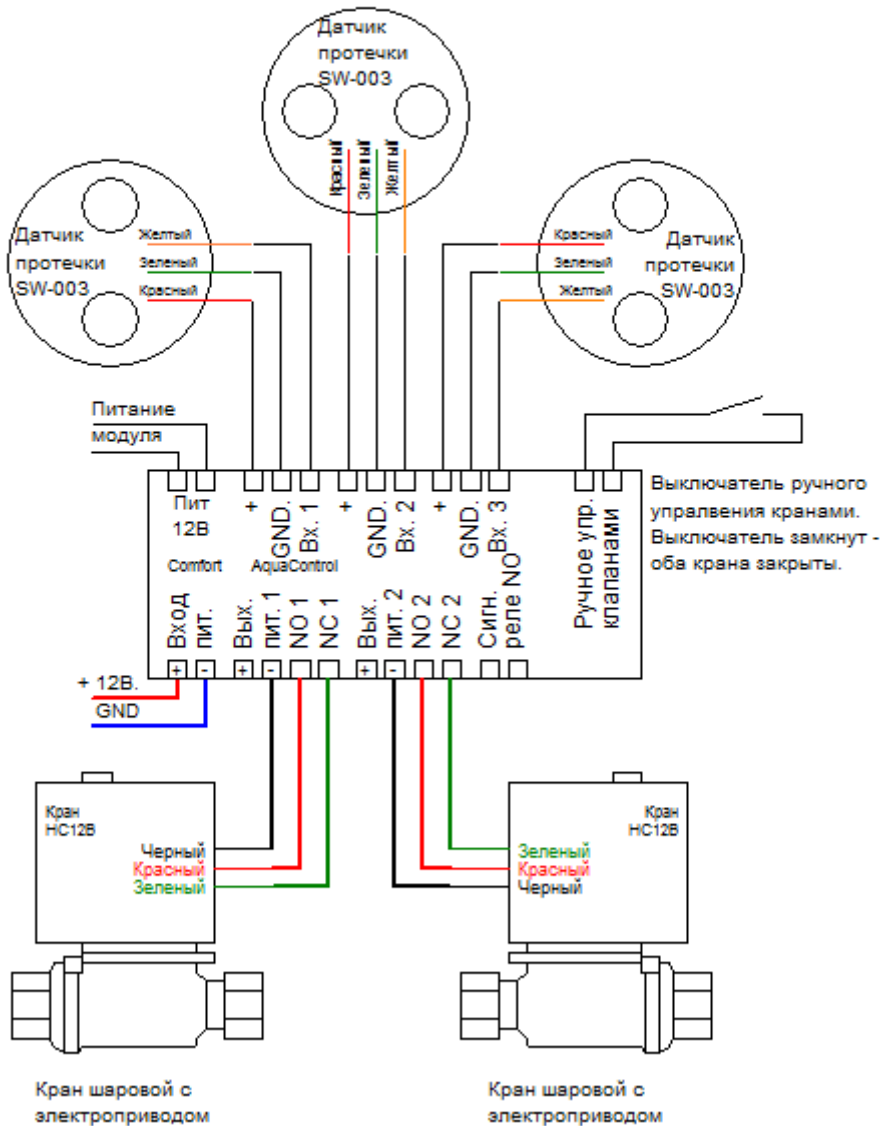 Датчик
протечки
SW-003
Красный
Зеленый
Желтый
Датчик
протечки
SW-003
Желтый
Зеленый
Красный
Красный
Зеленый
Желтый
Датчик
протечки
SW-003
Питание
модуля
Пит
12В
+
GND.
Вх. 1
+
GND.
Вх. 2
+
GND.
Вх. 3
Ручное упр.
клапанами
Выключатель ручного
упралвения кранами.
Выключатель замкнут -
оба крана закрыты.
Comfort AquaControl
Вход
пит.
Вых.
пит. 1
NO 1
NC 1
Вых.
пит. 2
NO 2
NC 2
Сигн.
реле NO
+ - + - + -
+ 12В.
GND
Кран
НС12В
Черный
Красный
Зеленый
Кран
НС12В
Зеленый
Красный
Черный
Кран шаровой с
электроприводом
Кран шаровой с
электроприводом